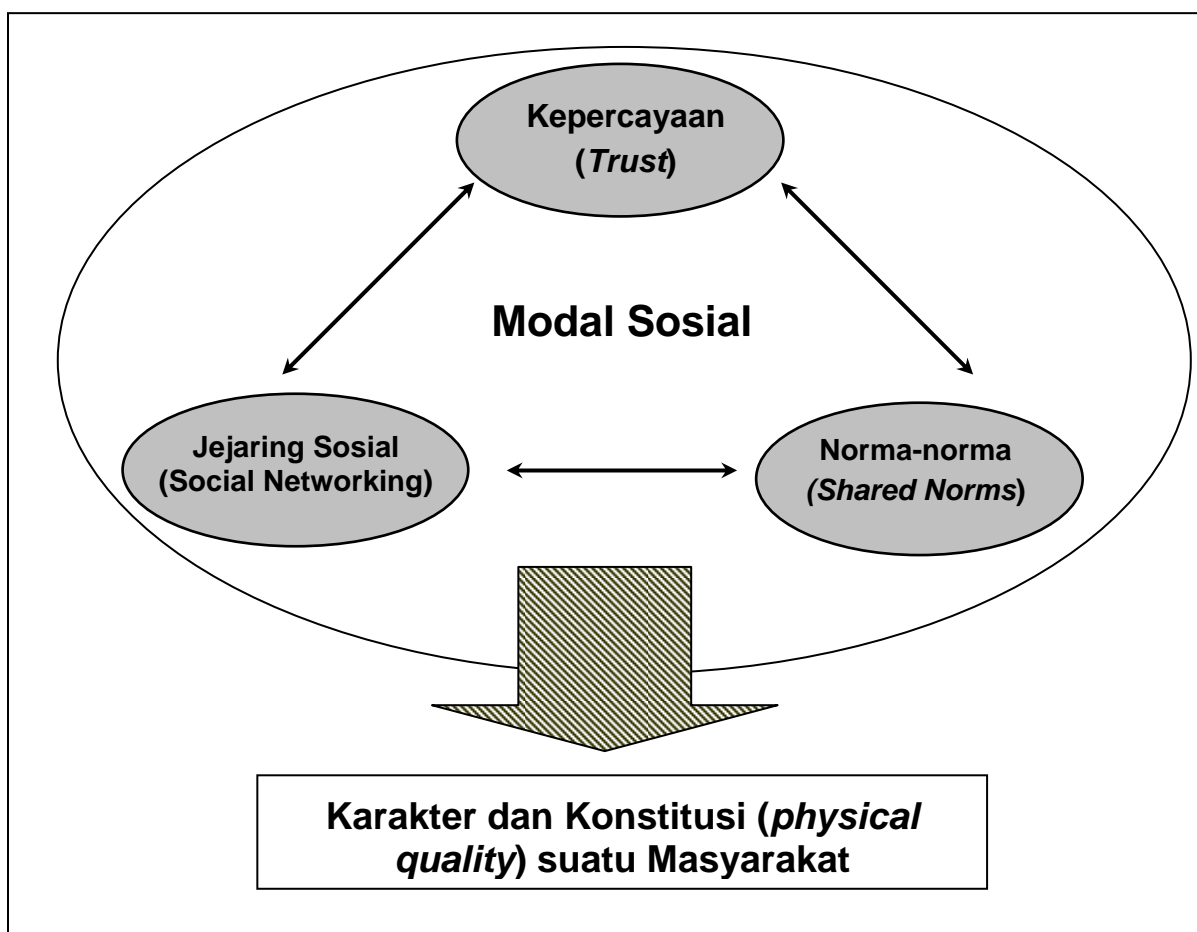 Kepercayaan
(Trust)
Modal Sosial
Jejaring Sosial
(Social Networking)
Norma-norma
(Shared Norms)
Karakter dan Konstitusi (physical
quality) suatu Masyarakat